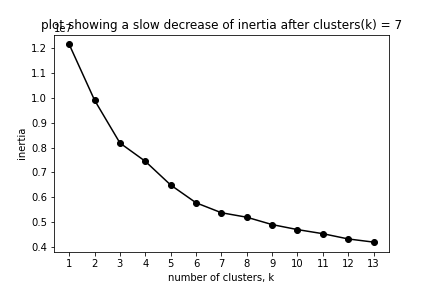 plot showing a slow decrease of inertia after clusters(k) = 7
1e7
1.2
1.1
1.0
0.9
0.8
0.7
0.6
0.5
0.4
inertia
1 2 3 4 5 6 7 8 9 10 11 12 13
number of clusters, k